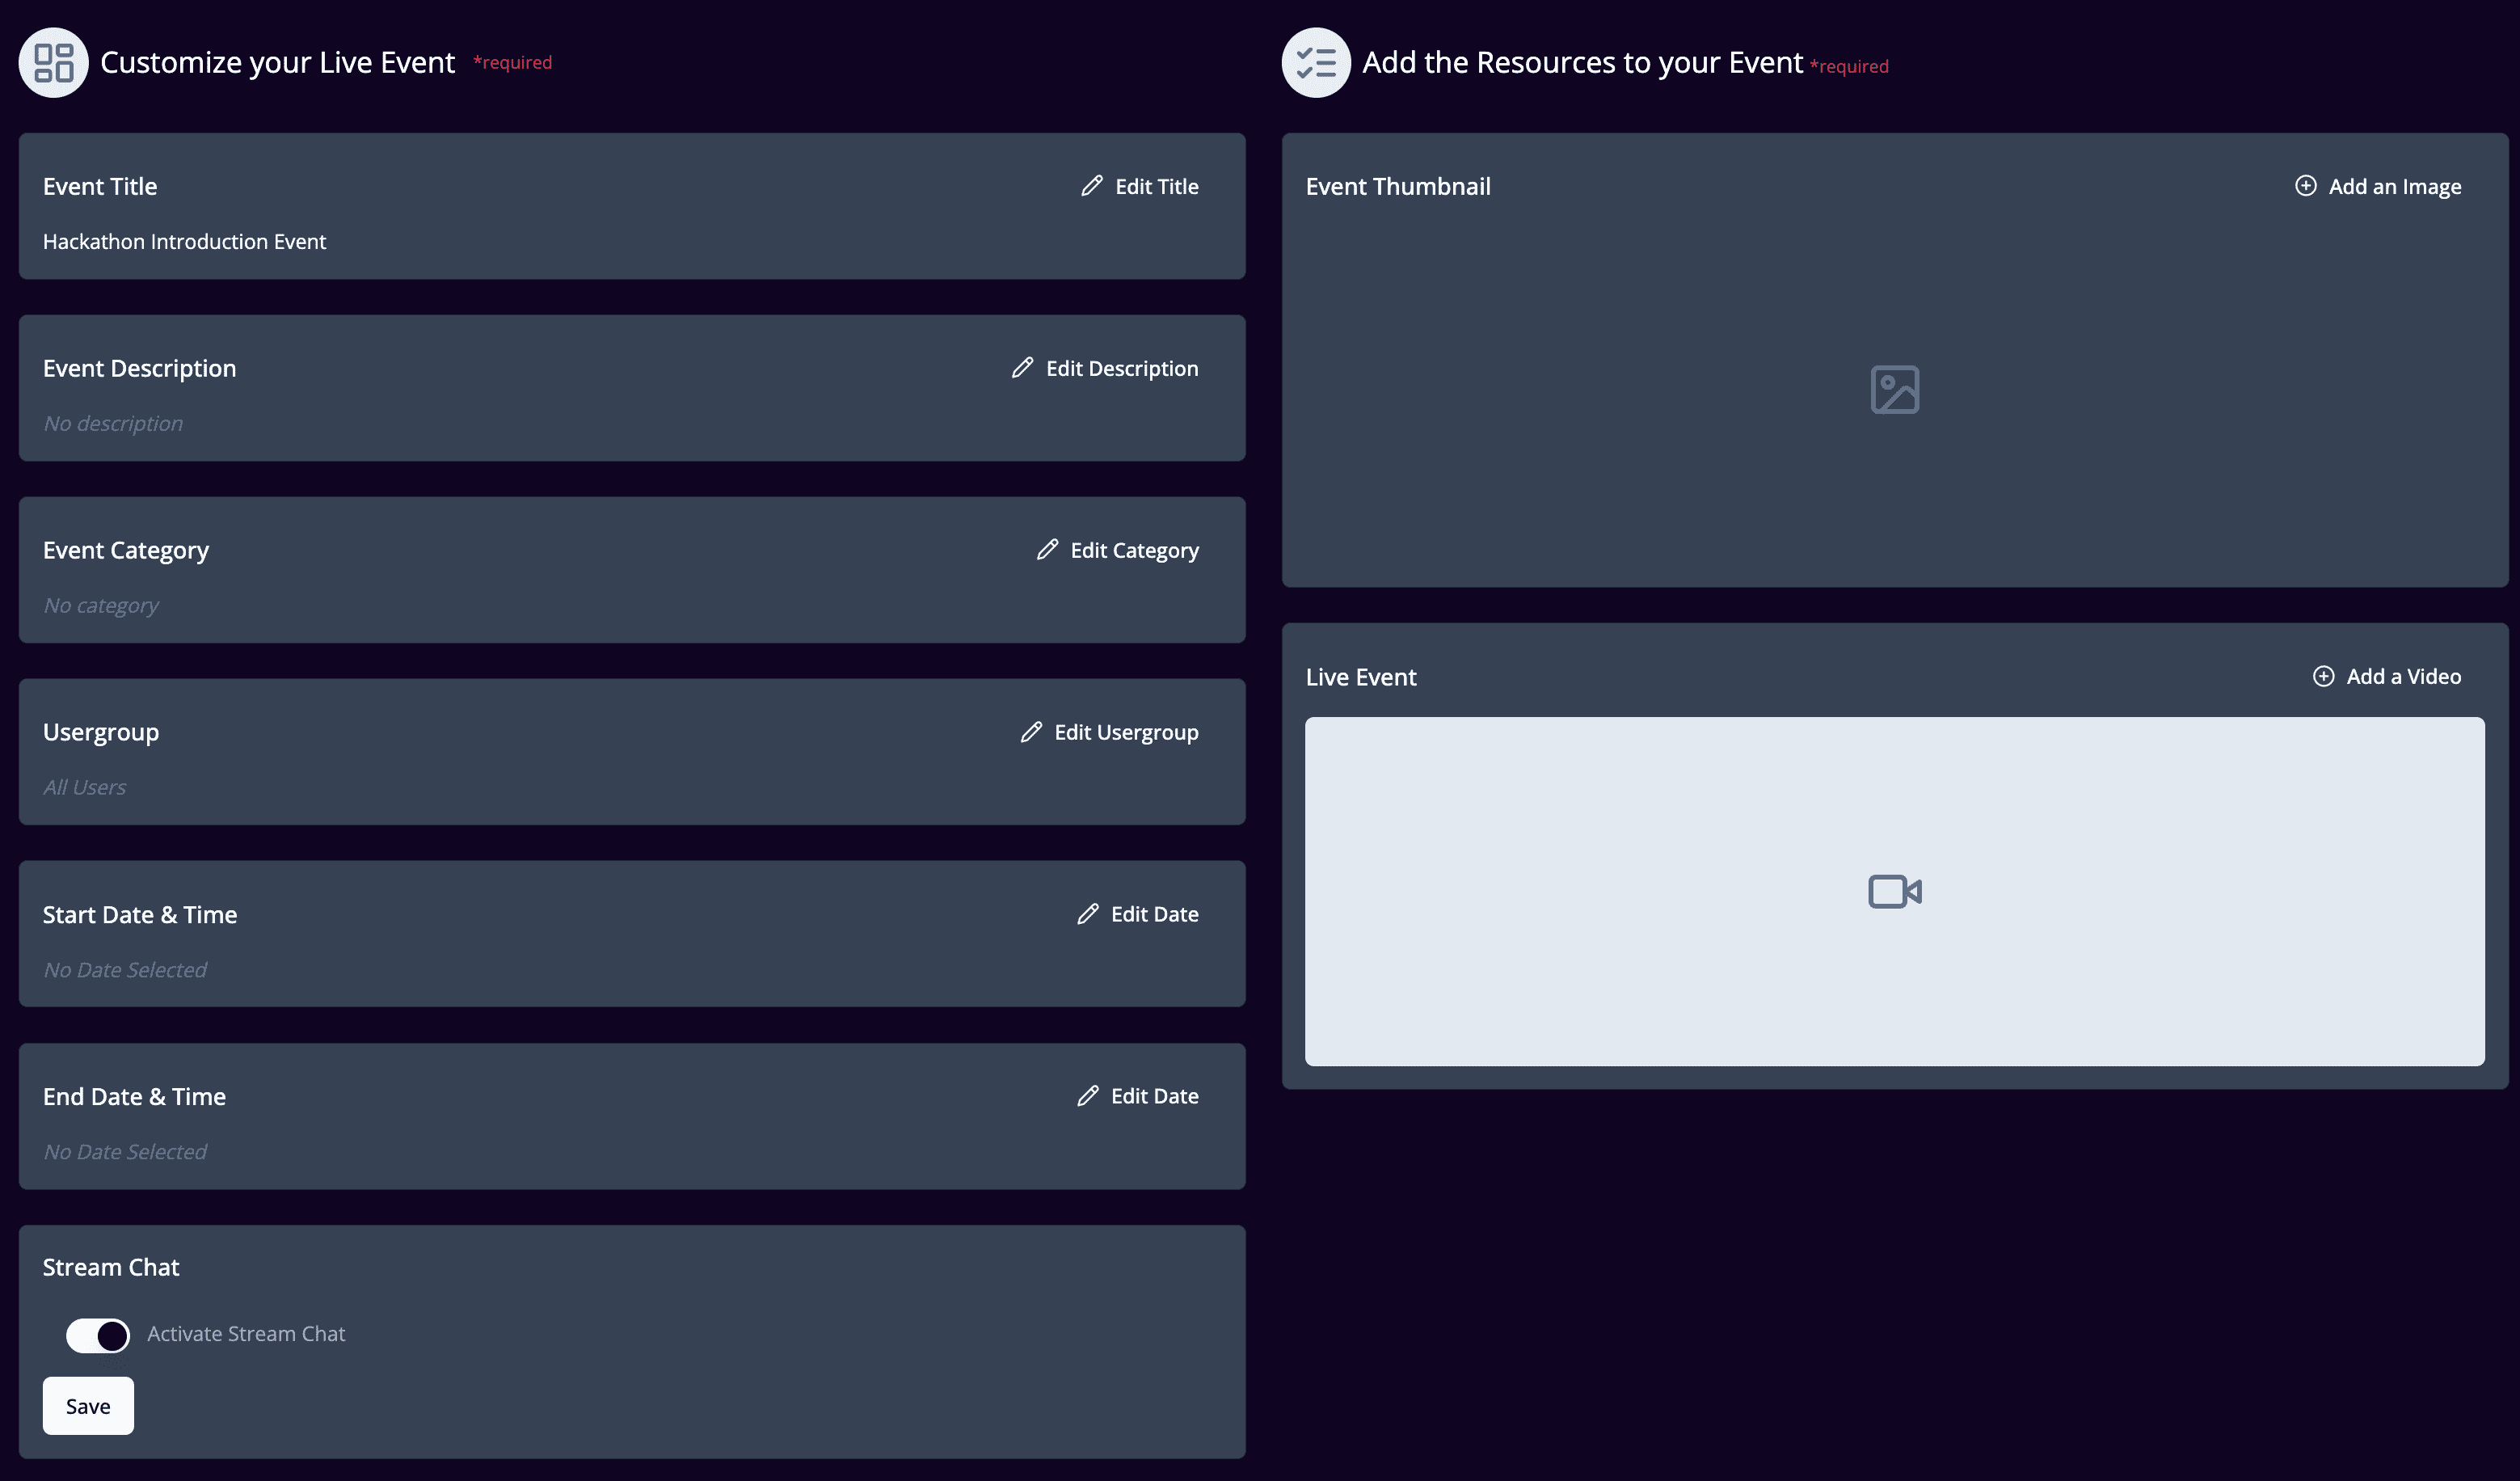 Customize your Live Event *required
Event Title
Edit Title
Hackathon Introduction Event
Event Description
Edit Description
No description
Event Category
Edit Category
No category
Usergroup
Edit Usergroup
All Users
Start Date & Time
Edit Date
No Date Selected
End Date & Time
Edit Date
No Date Selected
Stream Chat
Activate Stream Chat
Save
Add the Resources to your Event *required
Event Thumbnail
Add an Image
Live Event
Add a Video